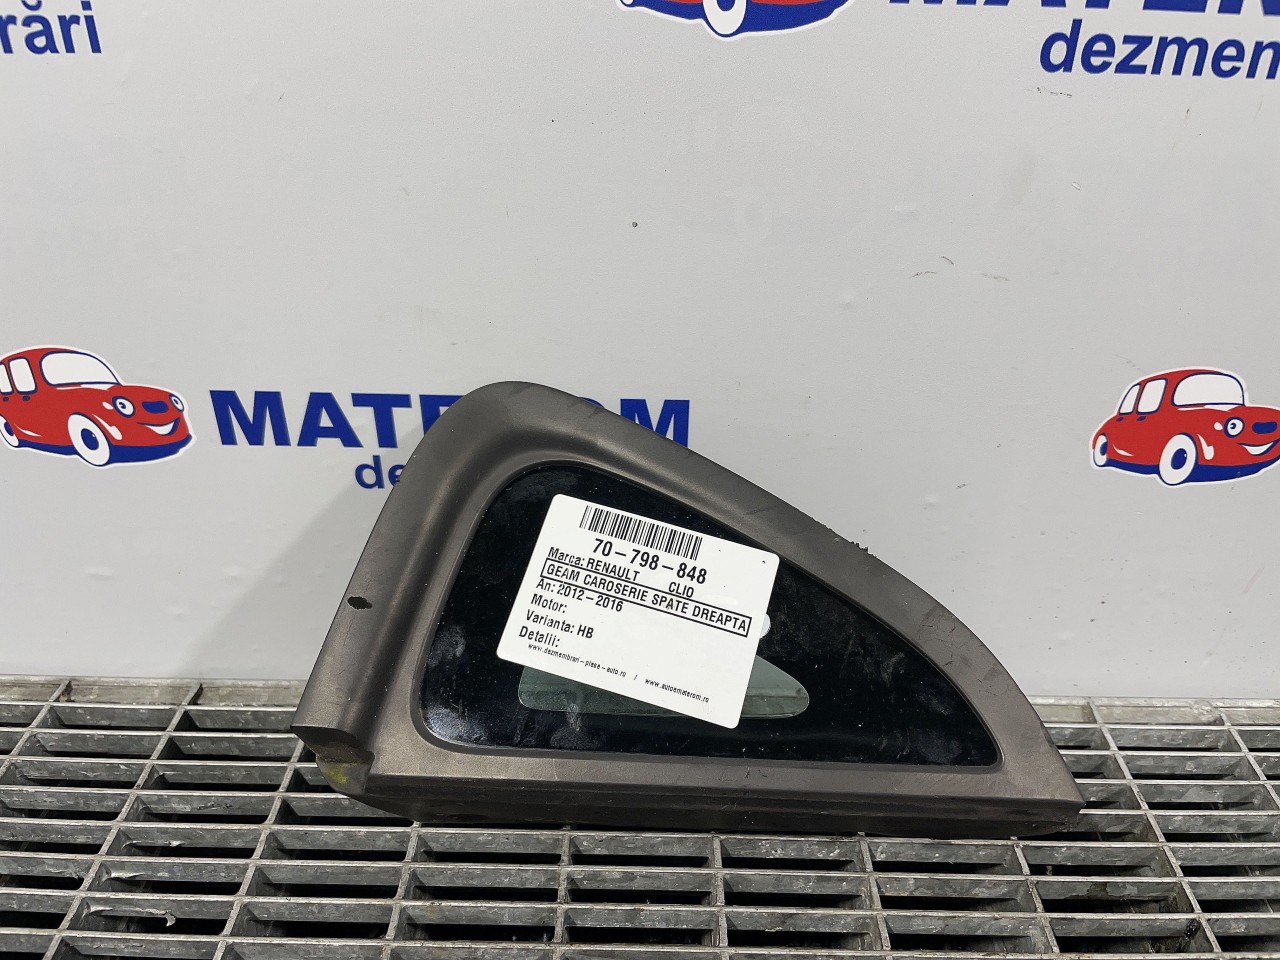 rări
dezmem
MATEROM
de
70-798-848
Marca: RENAULT CLIO
GEAM CAROSERIE SPATE DREAPTA
An: 2012-2016
Motor:
Varianta: HB
Detalii:
www.dezmembrari-piese-auto.ro / www.autoematerom.ro